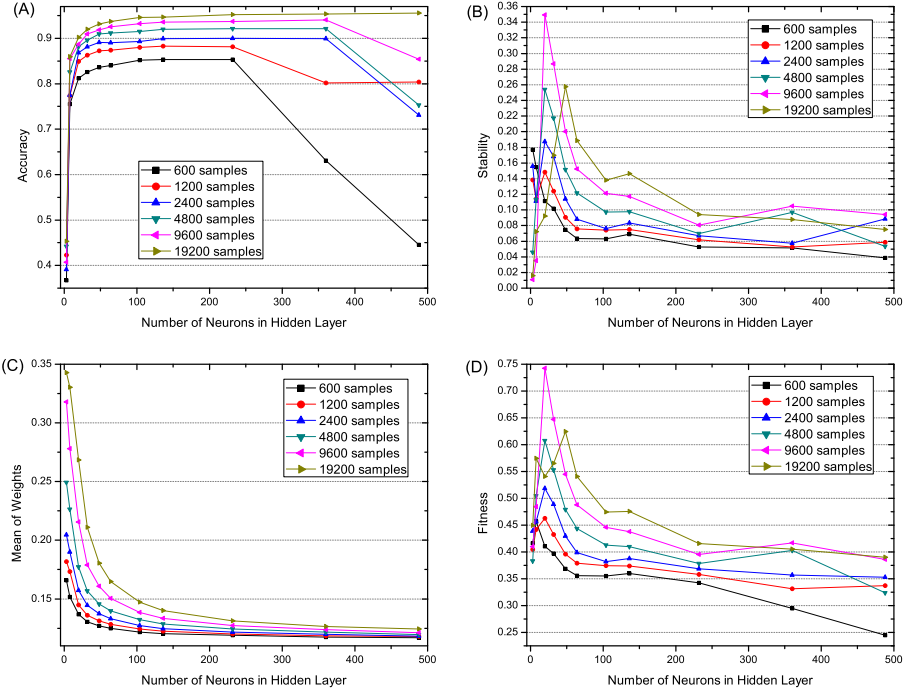 (A)
Accuracy
0.9
0.8
0.7
0.6
0.5
0.4
600 samples
1200 samples
2400 samples
4800 samples
9600 samples
19200 samples
0 100 200 300 400 500
Number of Neurons in Hidden Layer
(B)
Stability
0.36
0.34
0.32
0.30
0.28
0.26
0.24
0.22
0.20
0.18
0.16
0.14
0.12
0.10
0.08
0.06
0.04
0.02
0.00
600 samples
1200 samples
2400 samples
4800 samples
9600 samples
19200 samples
0 100 200 300 400 500
Number of Neurons in Hidden Layer
(C)
Mean of Weights
0.35
0.30
0.25
0.20
0.15
600 samples
1200 samples
2400 samples
4800 samples
9600 samples
19200 samples
0 100 200 300 400 500
Number of Neurons in Hidden Layer
(D)
Fitness
0.75
0.70
0.65
0.60
0.55
0.50
0.45
0.40
0.35
0.30
0.25
600 samples
1200 samples
2400 samples
4800 samples
9600 samples
19200 samples
0 100 200 300 400 500
Number of Neurons in Hidden Layer